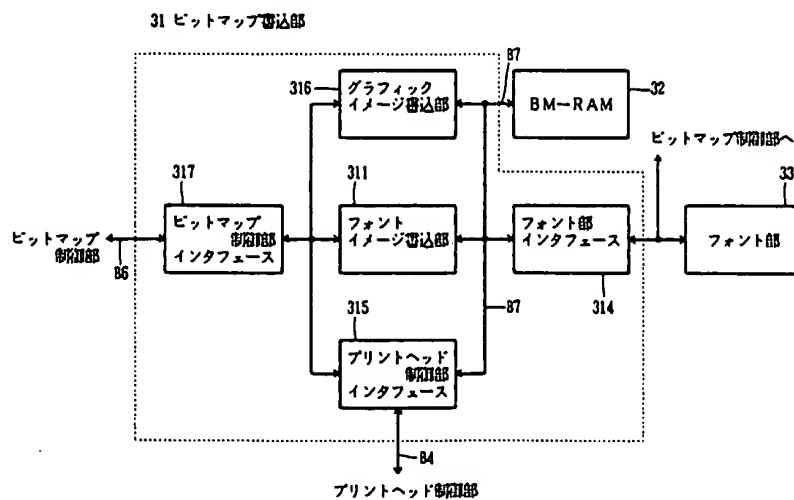 31 ビットマップ書込部
316
グラフィック
イメージ書込部
B7
BM-RAM
32
ビットマップ制御部へ
317
ビットマップ
制御部
インタフェース
311
フォント
イメージ書込部
フォント部
インタフェース
33
フォント部
ビットマップ
制御部
B6
315
プリントヘッド
制御部
インタフェース
B7
314
B4
プリントヘッド制御部